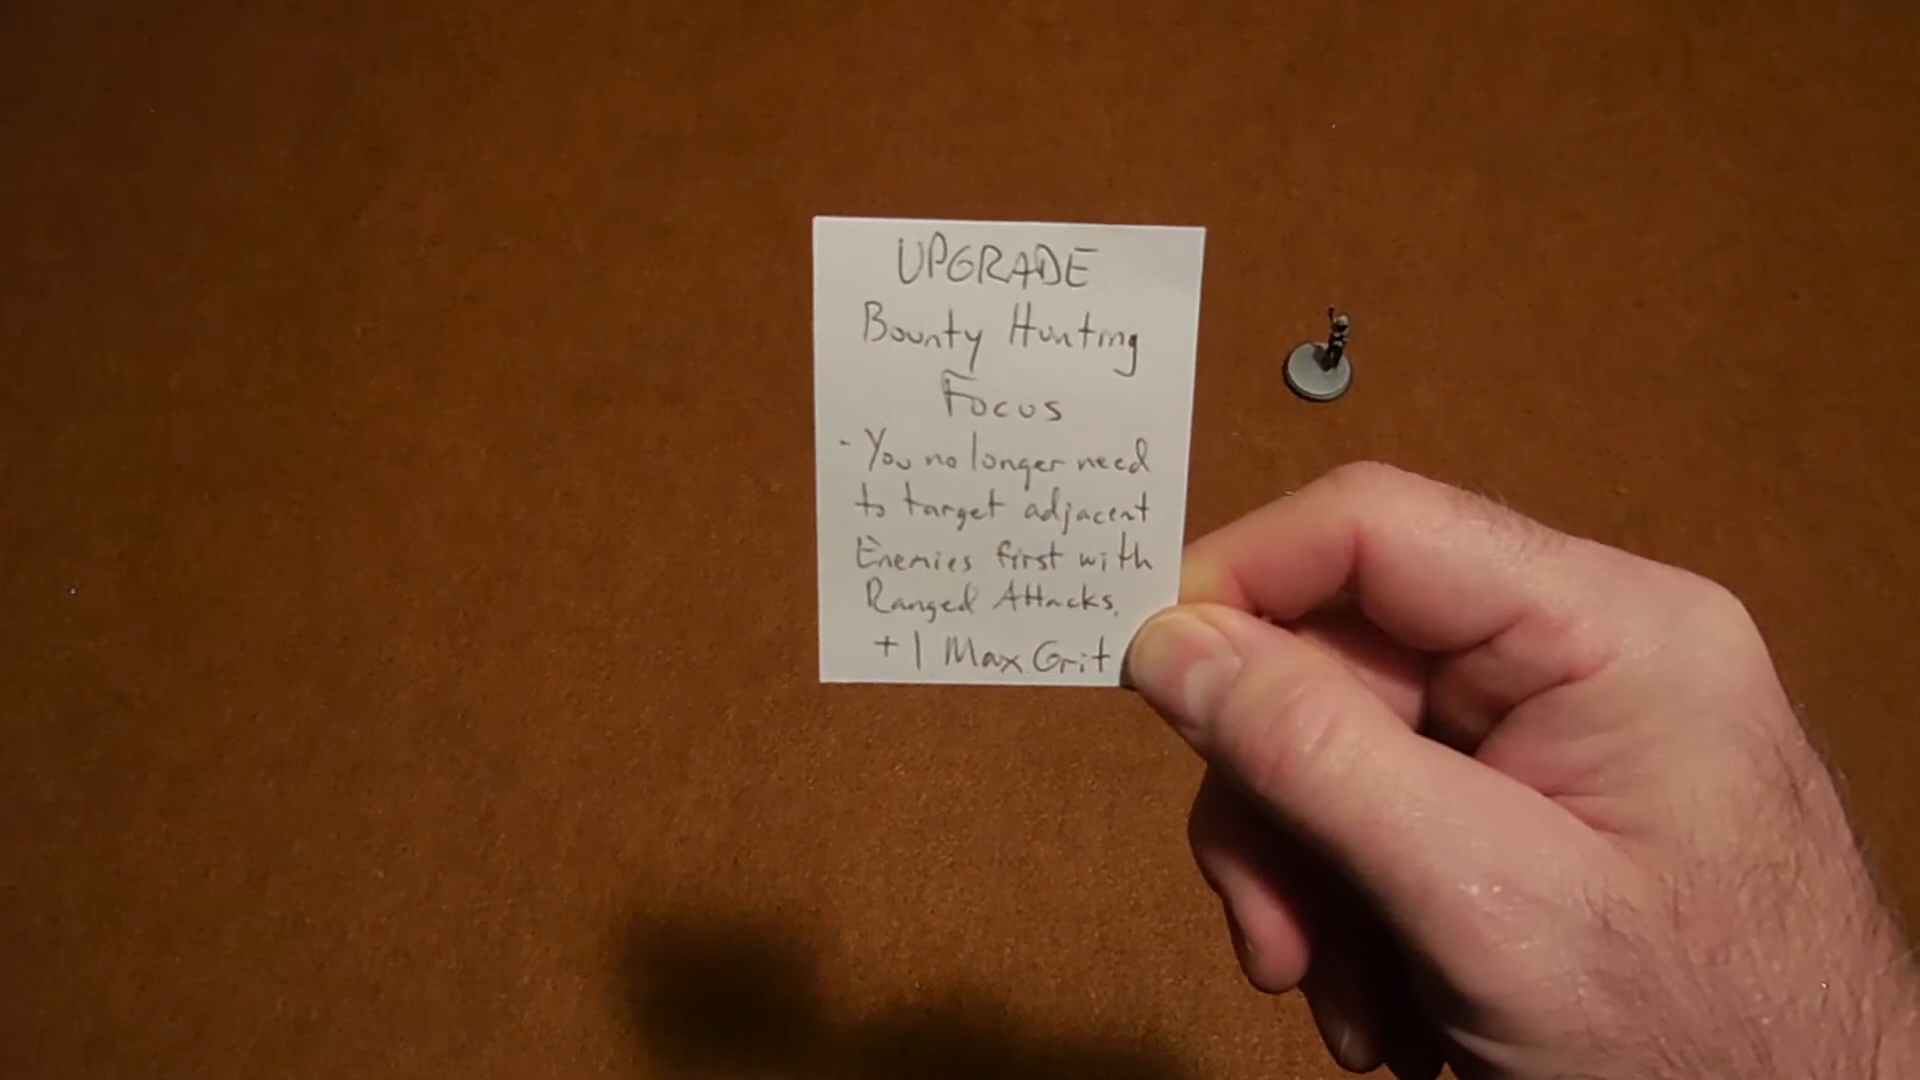 UPGRADE
Bounty Hunting
Focus
- You no longer need
to target adjacent
Enemies first with
Ranged Attacks.
+1 Max Grit